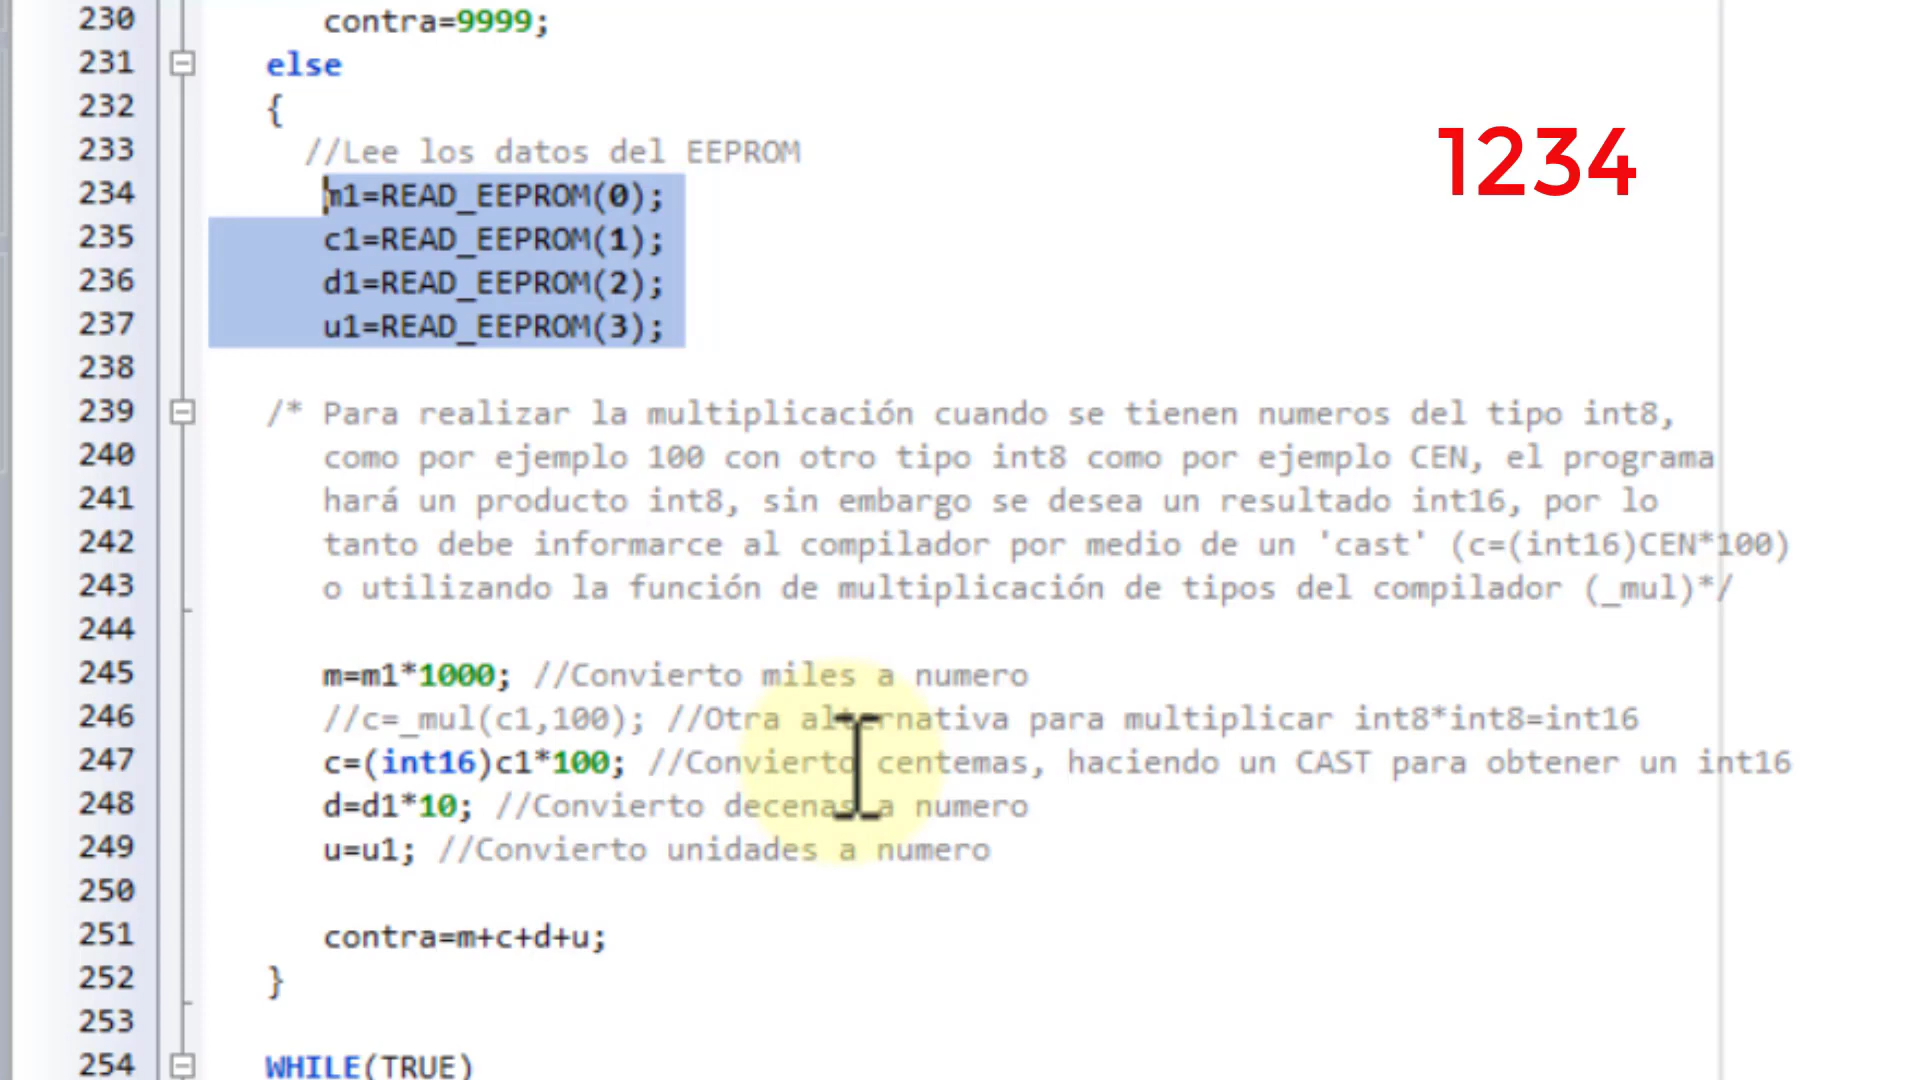 230 contra=9999;
231 else
232 {
233 //Lee los datos del EEPROM
1234
234 m1=READ_EEPROM(0);
235 c1=READ_EEPROM(1);
236 d1=READ_EEPROM(2);
237 u1=READ_EEPROM(3);
238
239 /* Para realizar la multiplicación cuando se tienen numeros del tipo int8,
240 como por ejemplo 100 con otro tipo int8 como por ejemplo CEN, el programa
241 hará un producto int8, sin embargo se desea un resultado int16, por lo
242 tanto debe informarce al compilador por medio de un 'cast' (c=(int16)CEN*100)
243 o utilizando la función de multiplicación de tipos del compilador (_mul)*/
244
245 m=m1*1000; //Convierto miles a numero
246 //c=_mul(c1,100); //Otra alternativa para multiplicar int8*int8=int16
247 c=(int16)c1*100; //Convierto centemas, haciendo un CAST para obtener un int16
248 d=d1*10; //Convierto decenas a numero
249 u=u1; //Convierto unidades a numero
250
251 contra=m+c+d+u;
252 }
253
254 WHILE(TRUE)